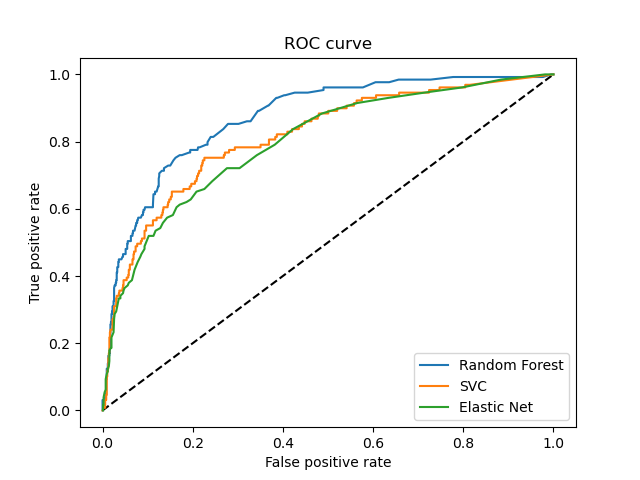 ROC curve
1.0
0.8
0.6
0.4
0.2
0.0
True positive rate
Random Forest
SVC
Elastic Net
0.0 0.2 0.4 0.6 0.8 1.0
False positive rate